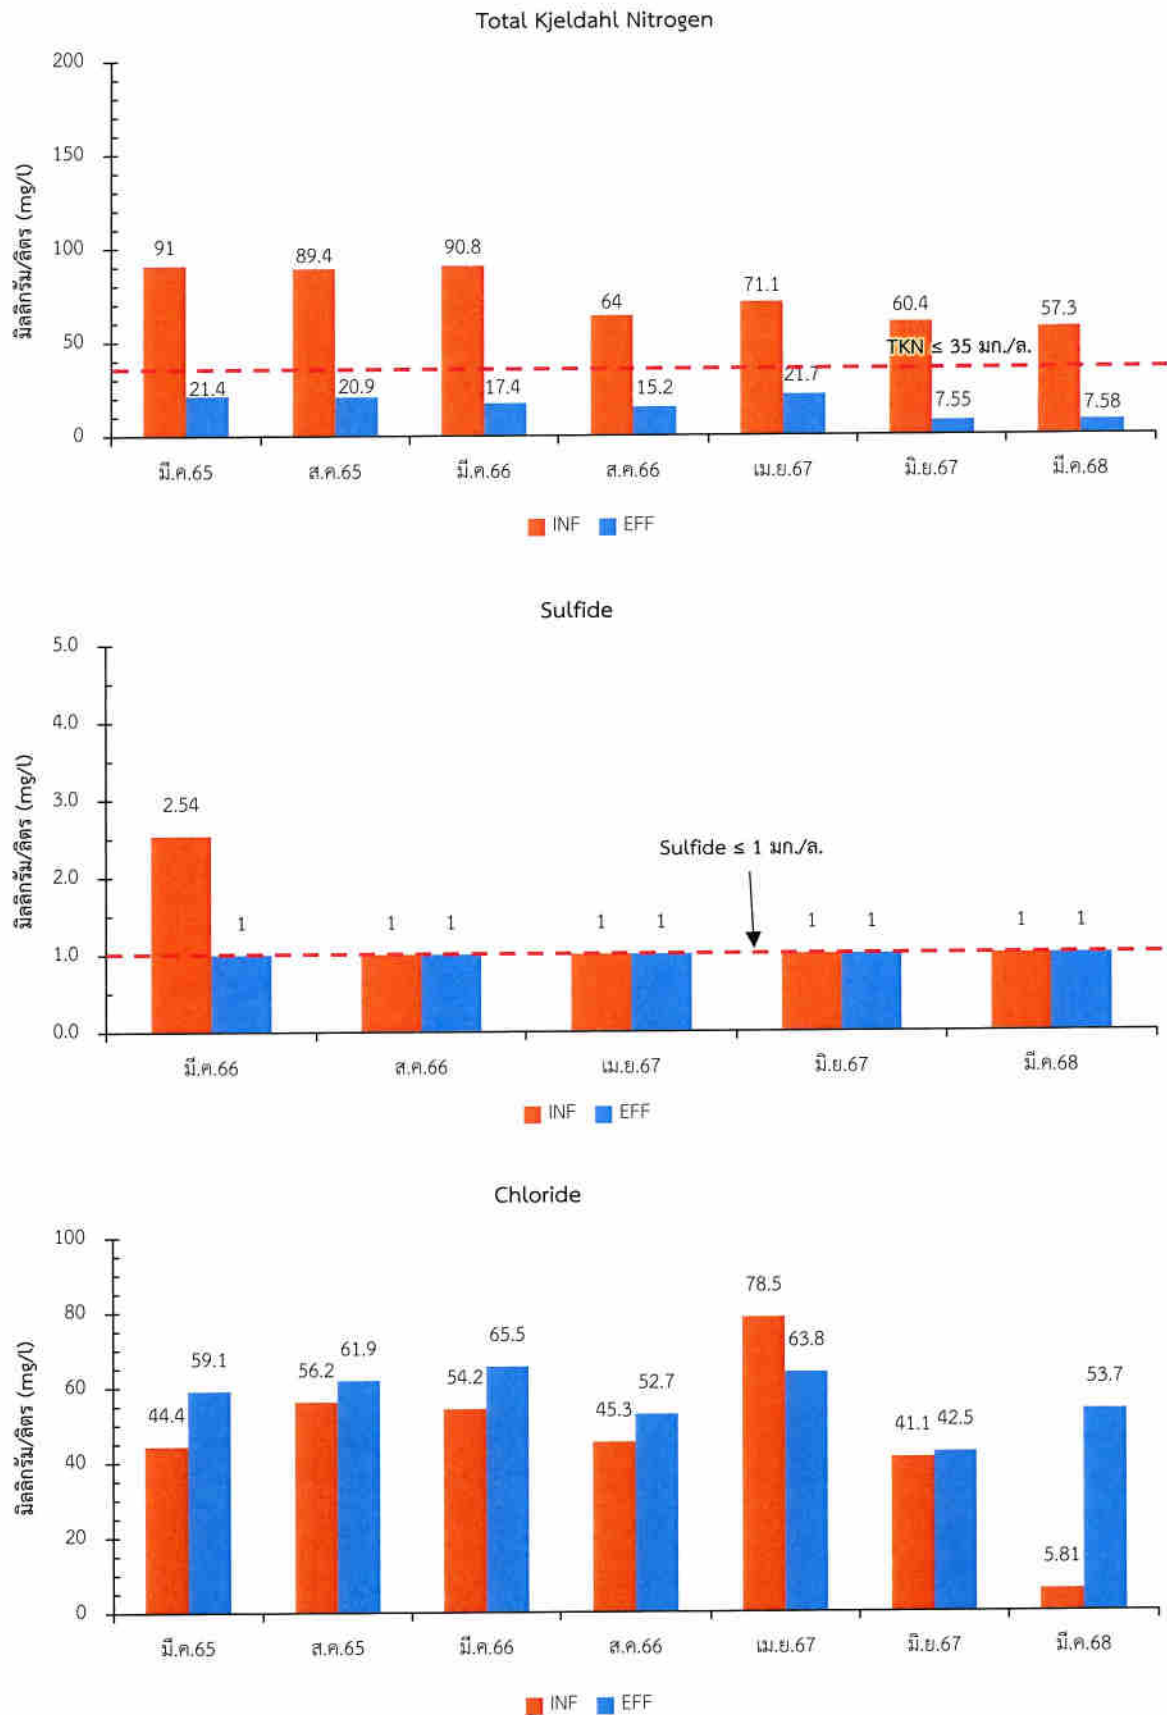 Total Kjeldahl Nitrogen
มิลลิกรัม/ลิตร (mg/l)
200
150
100
50
0
91
89.4
90.8
64
71.1
60.4
57.3
TKN ≤ 35 มก./ล.
21.4
20.9
17.4
15.2
21.7
7.55
7.58
มี.ค.65
ส.ค.65
มี.ค.66
ส.ค.66
เม.ย.67
มิ.ย.67
มี.ค.68
INF EFF
Sulfide
มิลลิกรัม/ลิตร (mg/l)
5.0
4.0
3.0
2.0
1.0
0.0
2.54
Sulfide ≤ 1 มก./ล.
1
1
1
1
1
1
1
1
1
มี.ค.66
ส.ค.66
เม.ย.67
มิ.ย.67
มี.ค.68
INF EFF
Chloride
มิลลิกรัม/ลิตร (mg/l)
100
80
60
40
20
0
44.4
59.1
56.2
61.9
54.2
65.5
45.3
52.7
78.5
63.8
41.1
42.5
5.81
53.7
มี.ค.65
ส.ค.65
มี.ค.66
ส.ค.66
เม.ย.67
มิ.ย.67
มี.ค.68
INF EFF